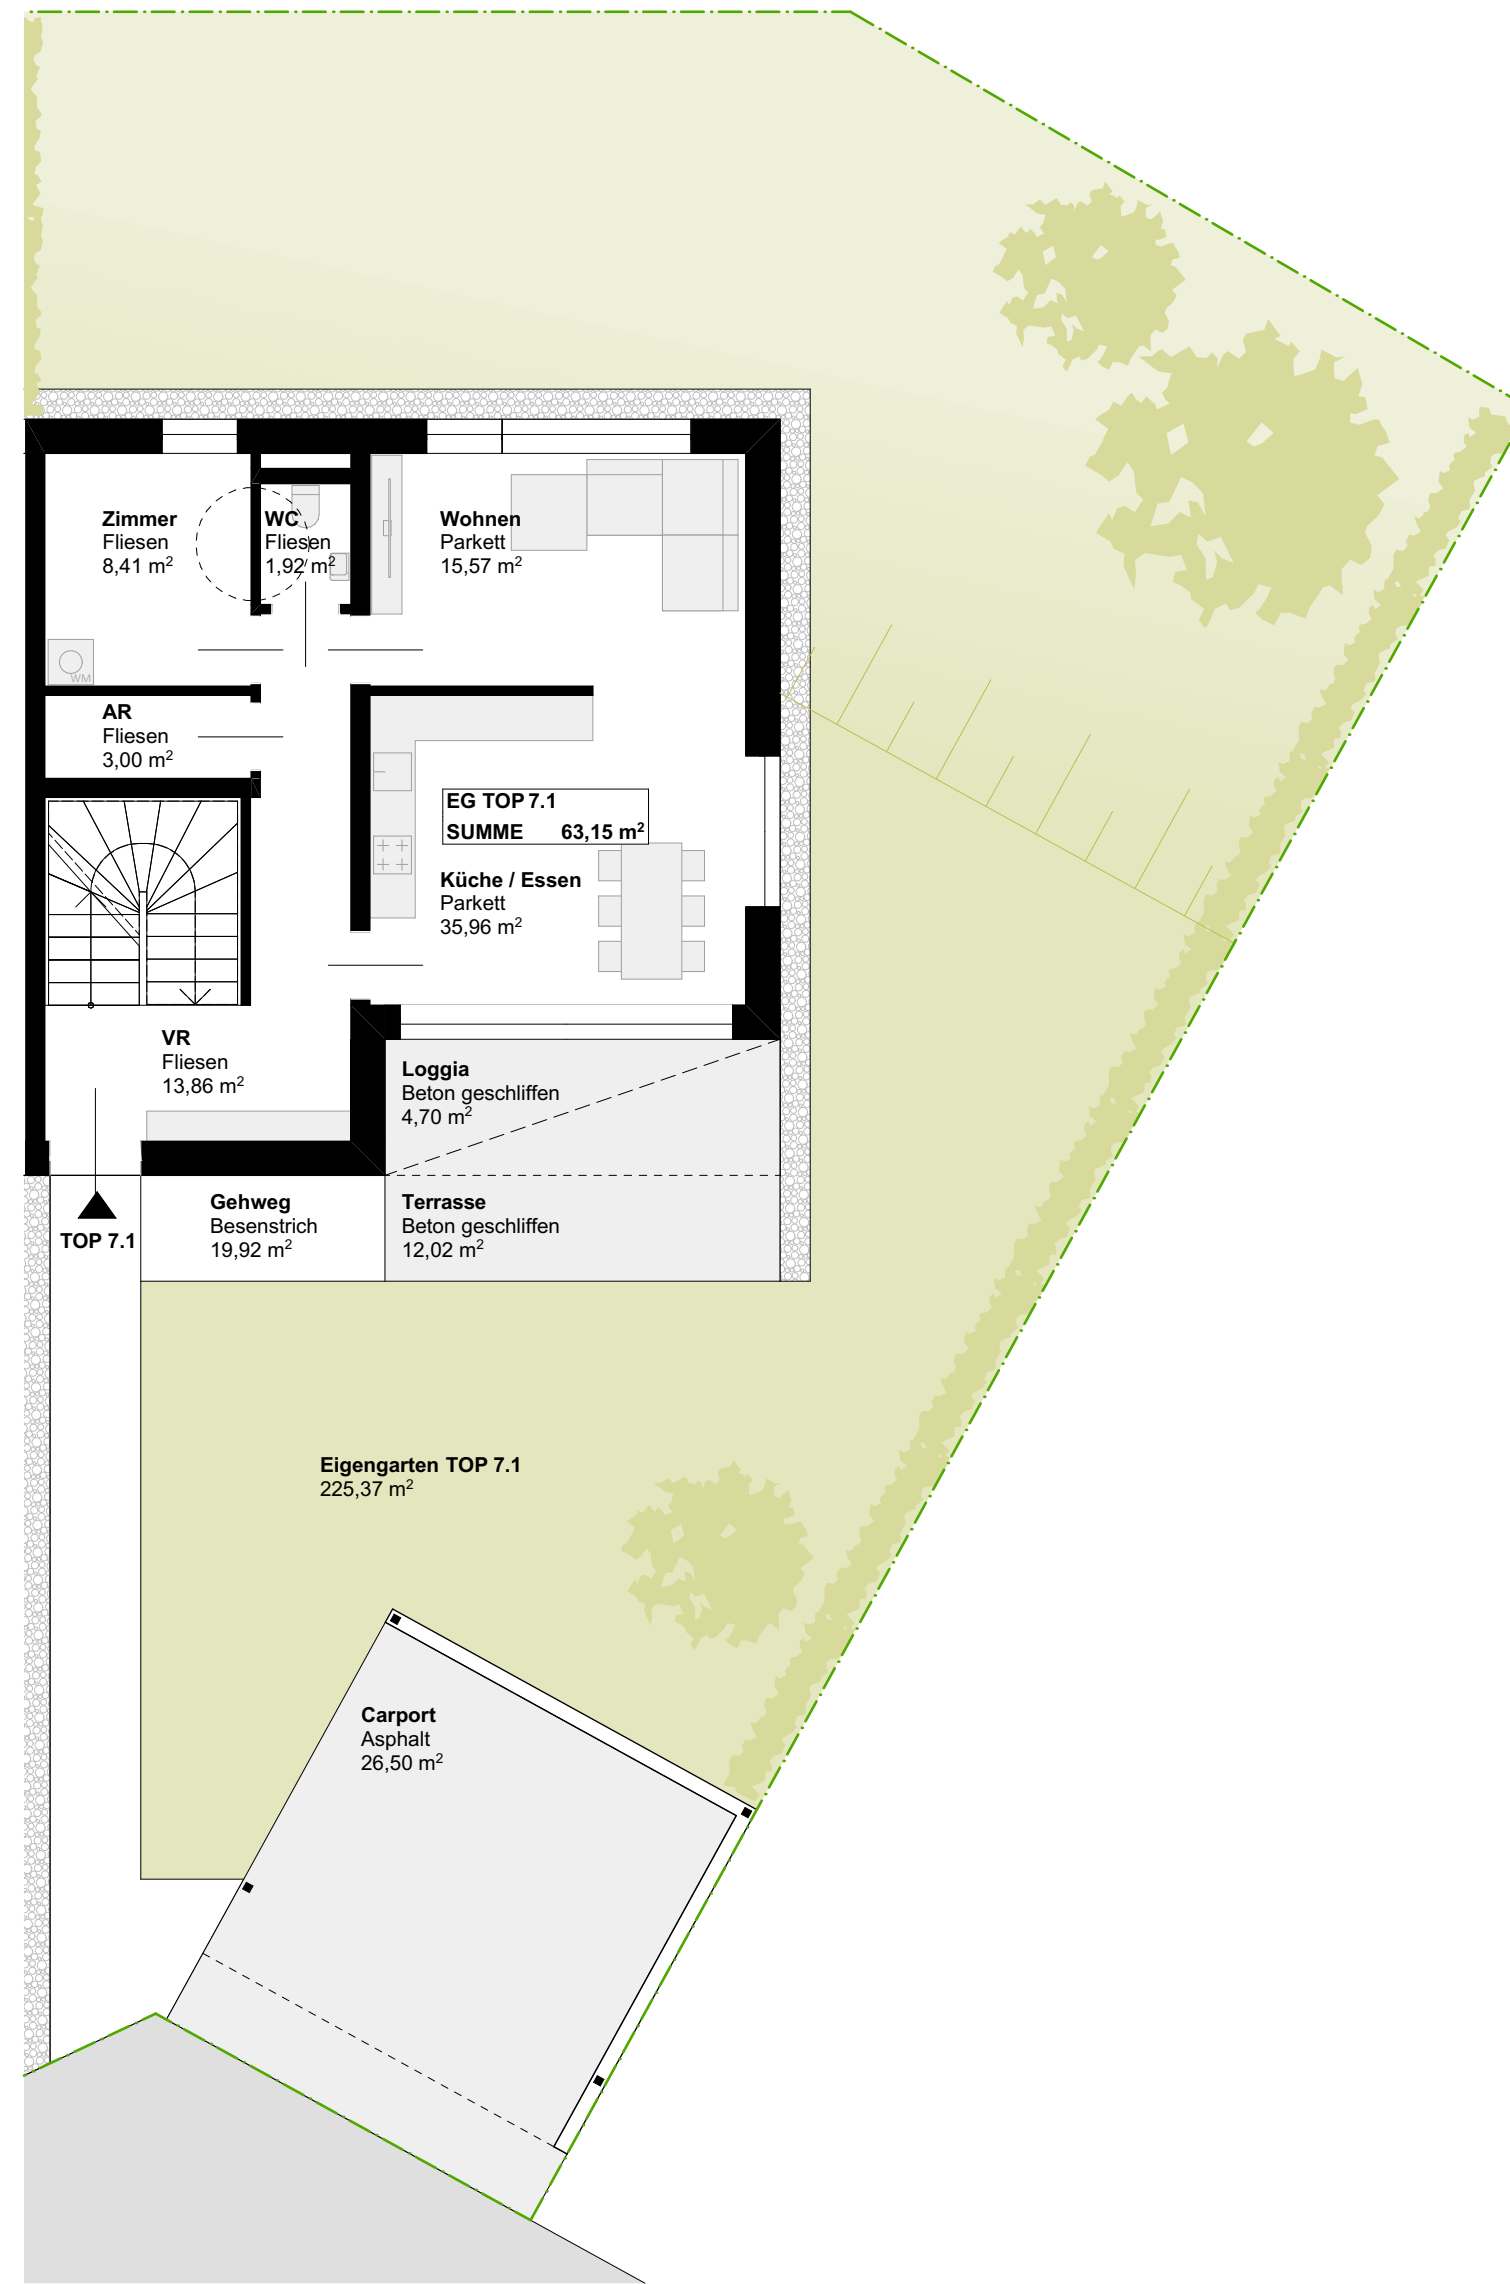 Zimmer
Fliesen
8,41 m²
WC
Fliesen
1,92 m²
Wohnen
Parkett
15,57 m²
WM
AR
Fliesen
3,00 m²
EG TOP 7.1
SUMME 63,15 m²
Küche / Essen
Parkett
35,96 m²
VR
Fliesen
13,86 m²
Loggia
Beton geschliffen
4,70 m²
TOP 7.1
Gehweg
Besenstrich
19,92 m²
Terrasse
Beton geschliffen
12,02 m²
Eigengarten TOP 7.1
225,37 m²
Carport
Asphalt
26,50 m²